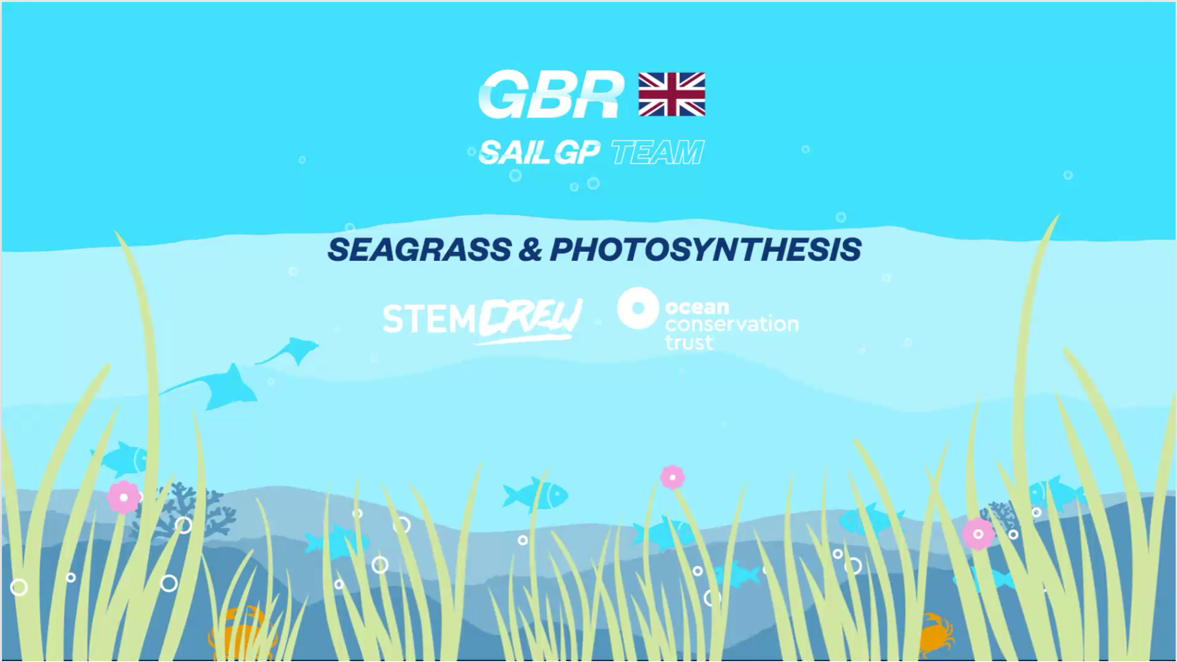 GBR
SAIL GP TEAM
SEAGRASS & PHOTOSYNTHESIS
STEM CREW
ocean
conservation
trust